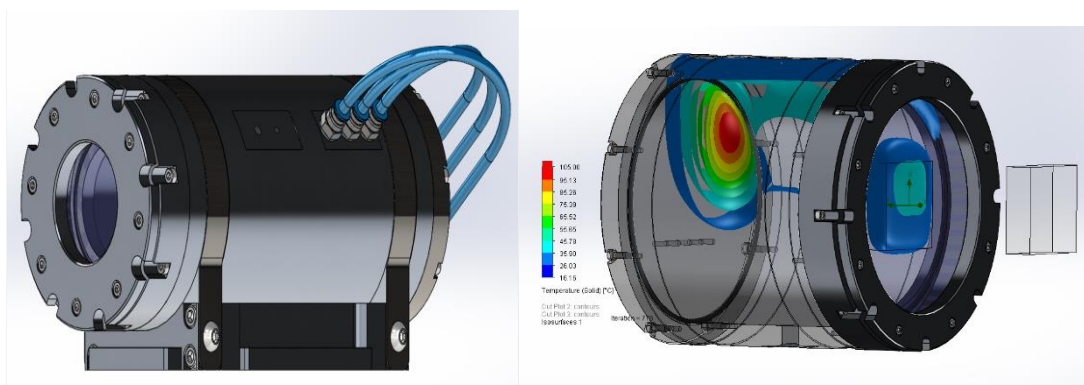 105.00
95.13
85.26
75.39
65.52
55.65
45.78
35.90
26.03
16.16
Temperature (Solid) [°C]
Cut Plot 2: contours
Cut Plot 3: contours
Isosurfaces 1
Iteration =